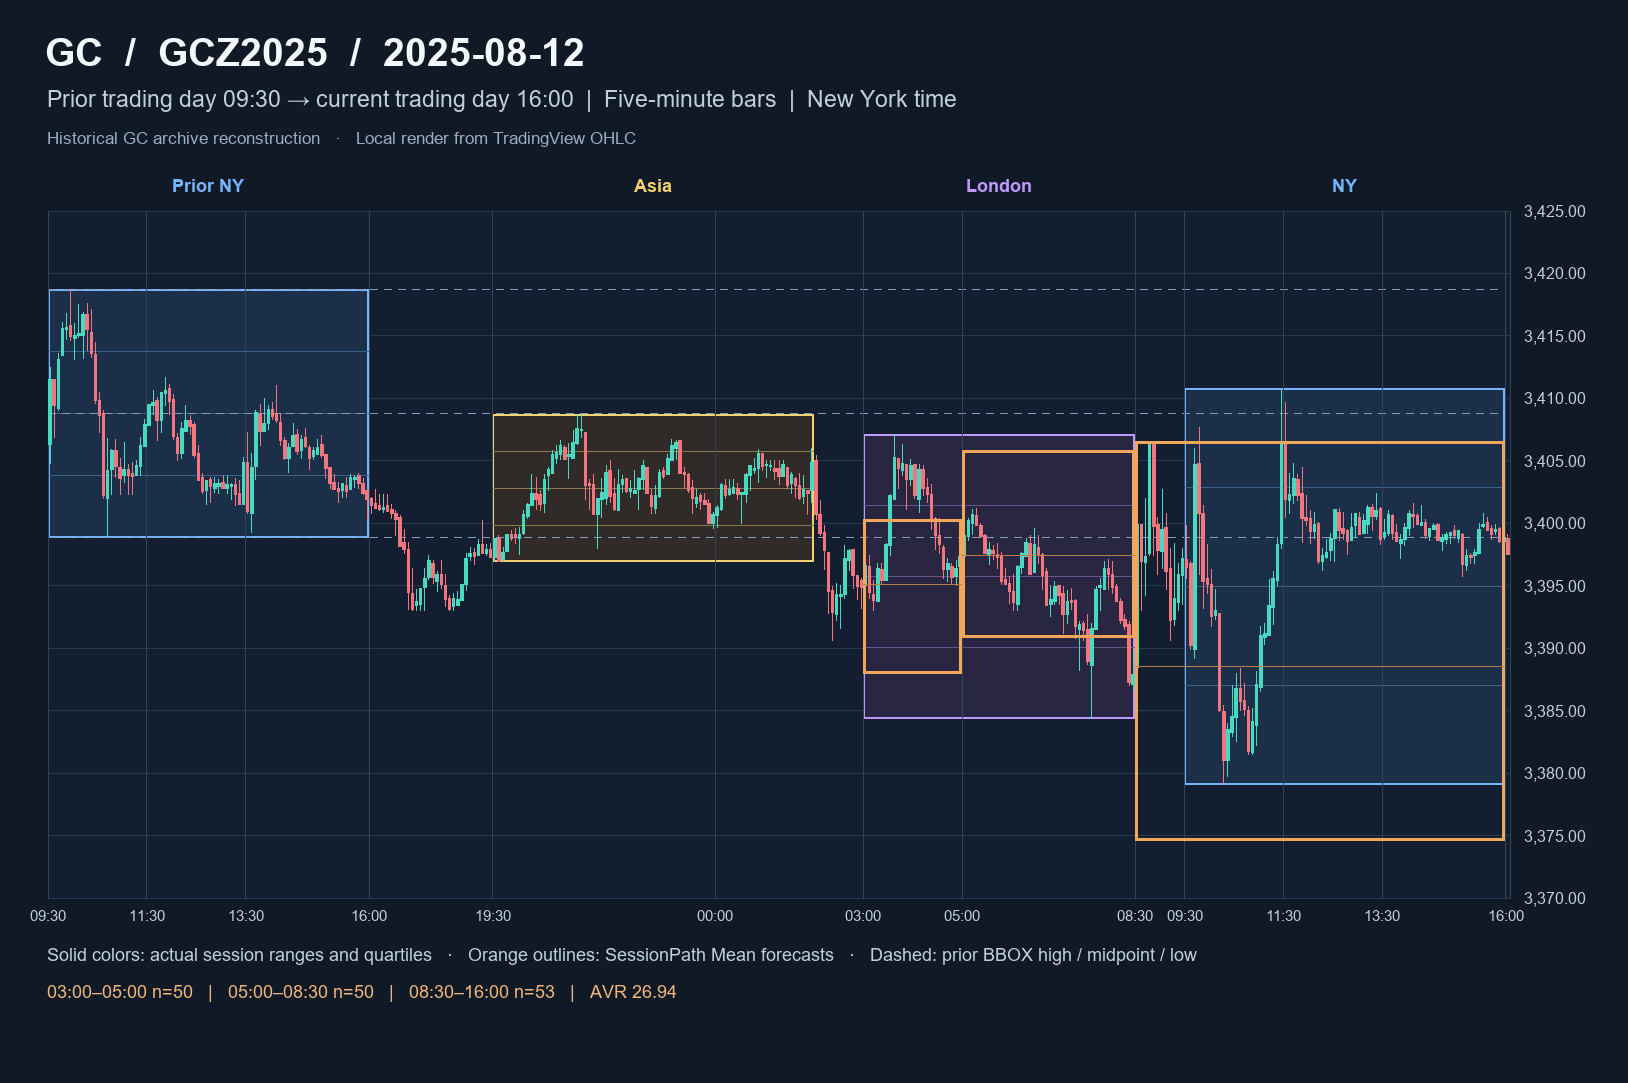 GC / GCZ2025 / 2025-08-12
Prior trading day 09:30 → current trading day 16:00 | Five-minute bars | New York time
Historical GC archive reconstruction · Local render from TradingView OHLC
Prior NY Asia London NY
3,425.00
3,420.00
3,415.00
3,410.00
3,405.00
3,400.00
3,395.00
3,390.00
3,385.00
3,380.00
3,375.00
3,370.00
09:30 11:30 13:30 16:00 19:30 00:00 03:00 05:00 08:30 09:30 11:30 13:30 16:00
Solid colors: actual session ranges and quartiles · Orange outlines: SessionPath Mean forecasts · Dashed: prior BBOX high / midpoint / low
03:00–05:00 n=50 | 05:00–08:30 n=50 | 08:30–16:00 n=53 | AVR 26.94